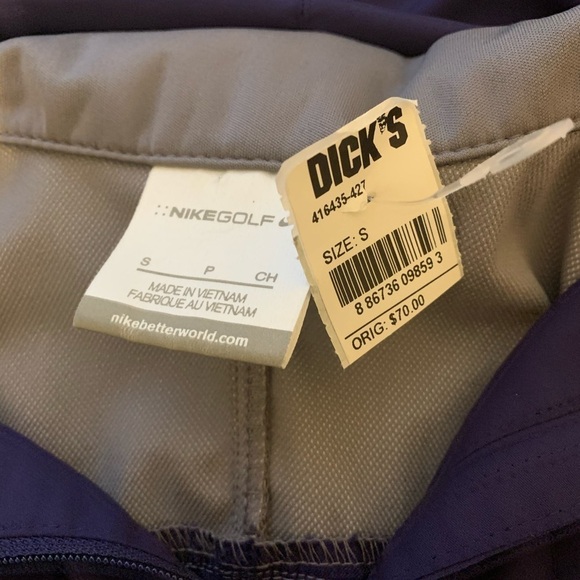 NIKEGOLF
S P CH
MADE IN VIETNAM
FABRIQUÉ AU VIETNAM
nikebetterworld.com
DICK'S
416435-427
SIZE: S
8 86736 09859 3
ORIG: $70.00